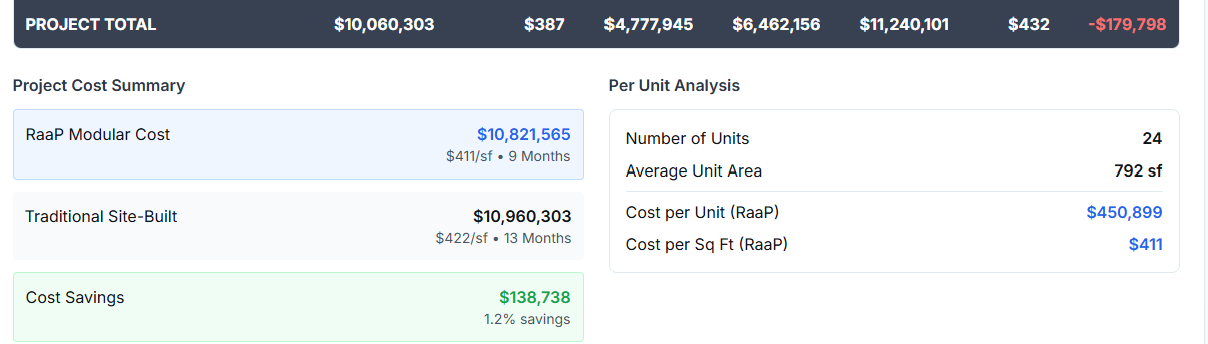 PROJECT TOTAL $10,060,303 $387 $4,777,945 $6,462,156 $11,240,101 $432 -$179,798
Project Cost Summary
RaaP Modular Cost $10,821,565
$411/sf • 9 Months
Traditional Site-Built $10,960,303
$422/sf • 13 Months
Cost Savings $138,738
1.2% savings
Per Unit Analysis
Number of Units 24
Average Unit Area 792 sf
Cost per Unit (RaaP) $450,899
Cost per Sq Ft (RaaP) $411